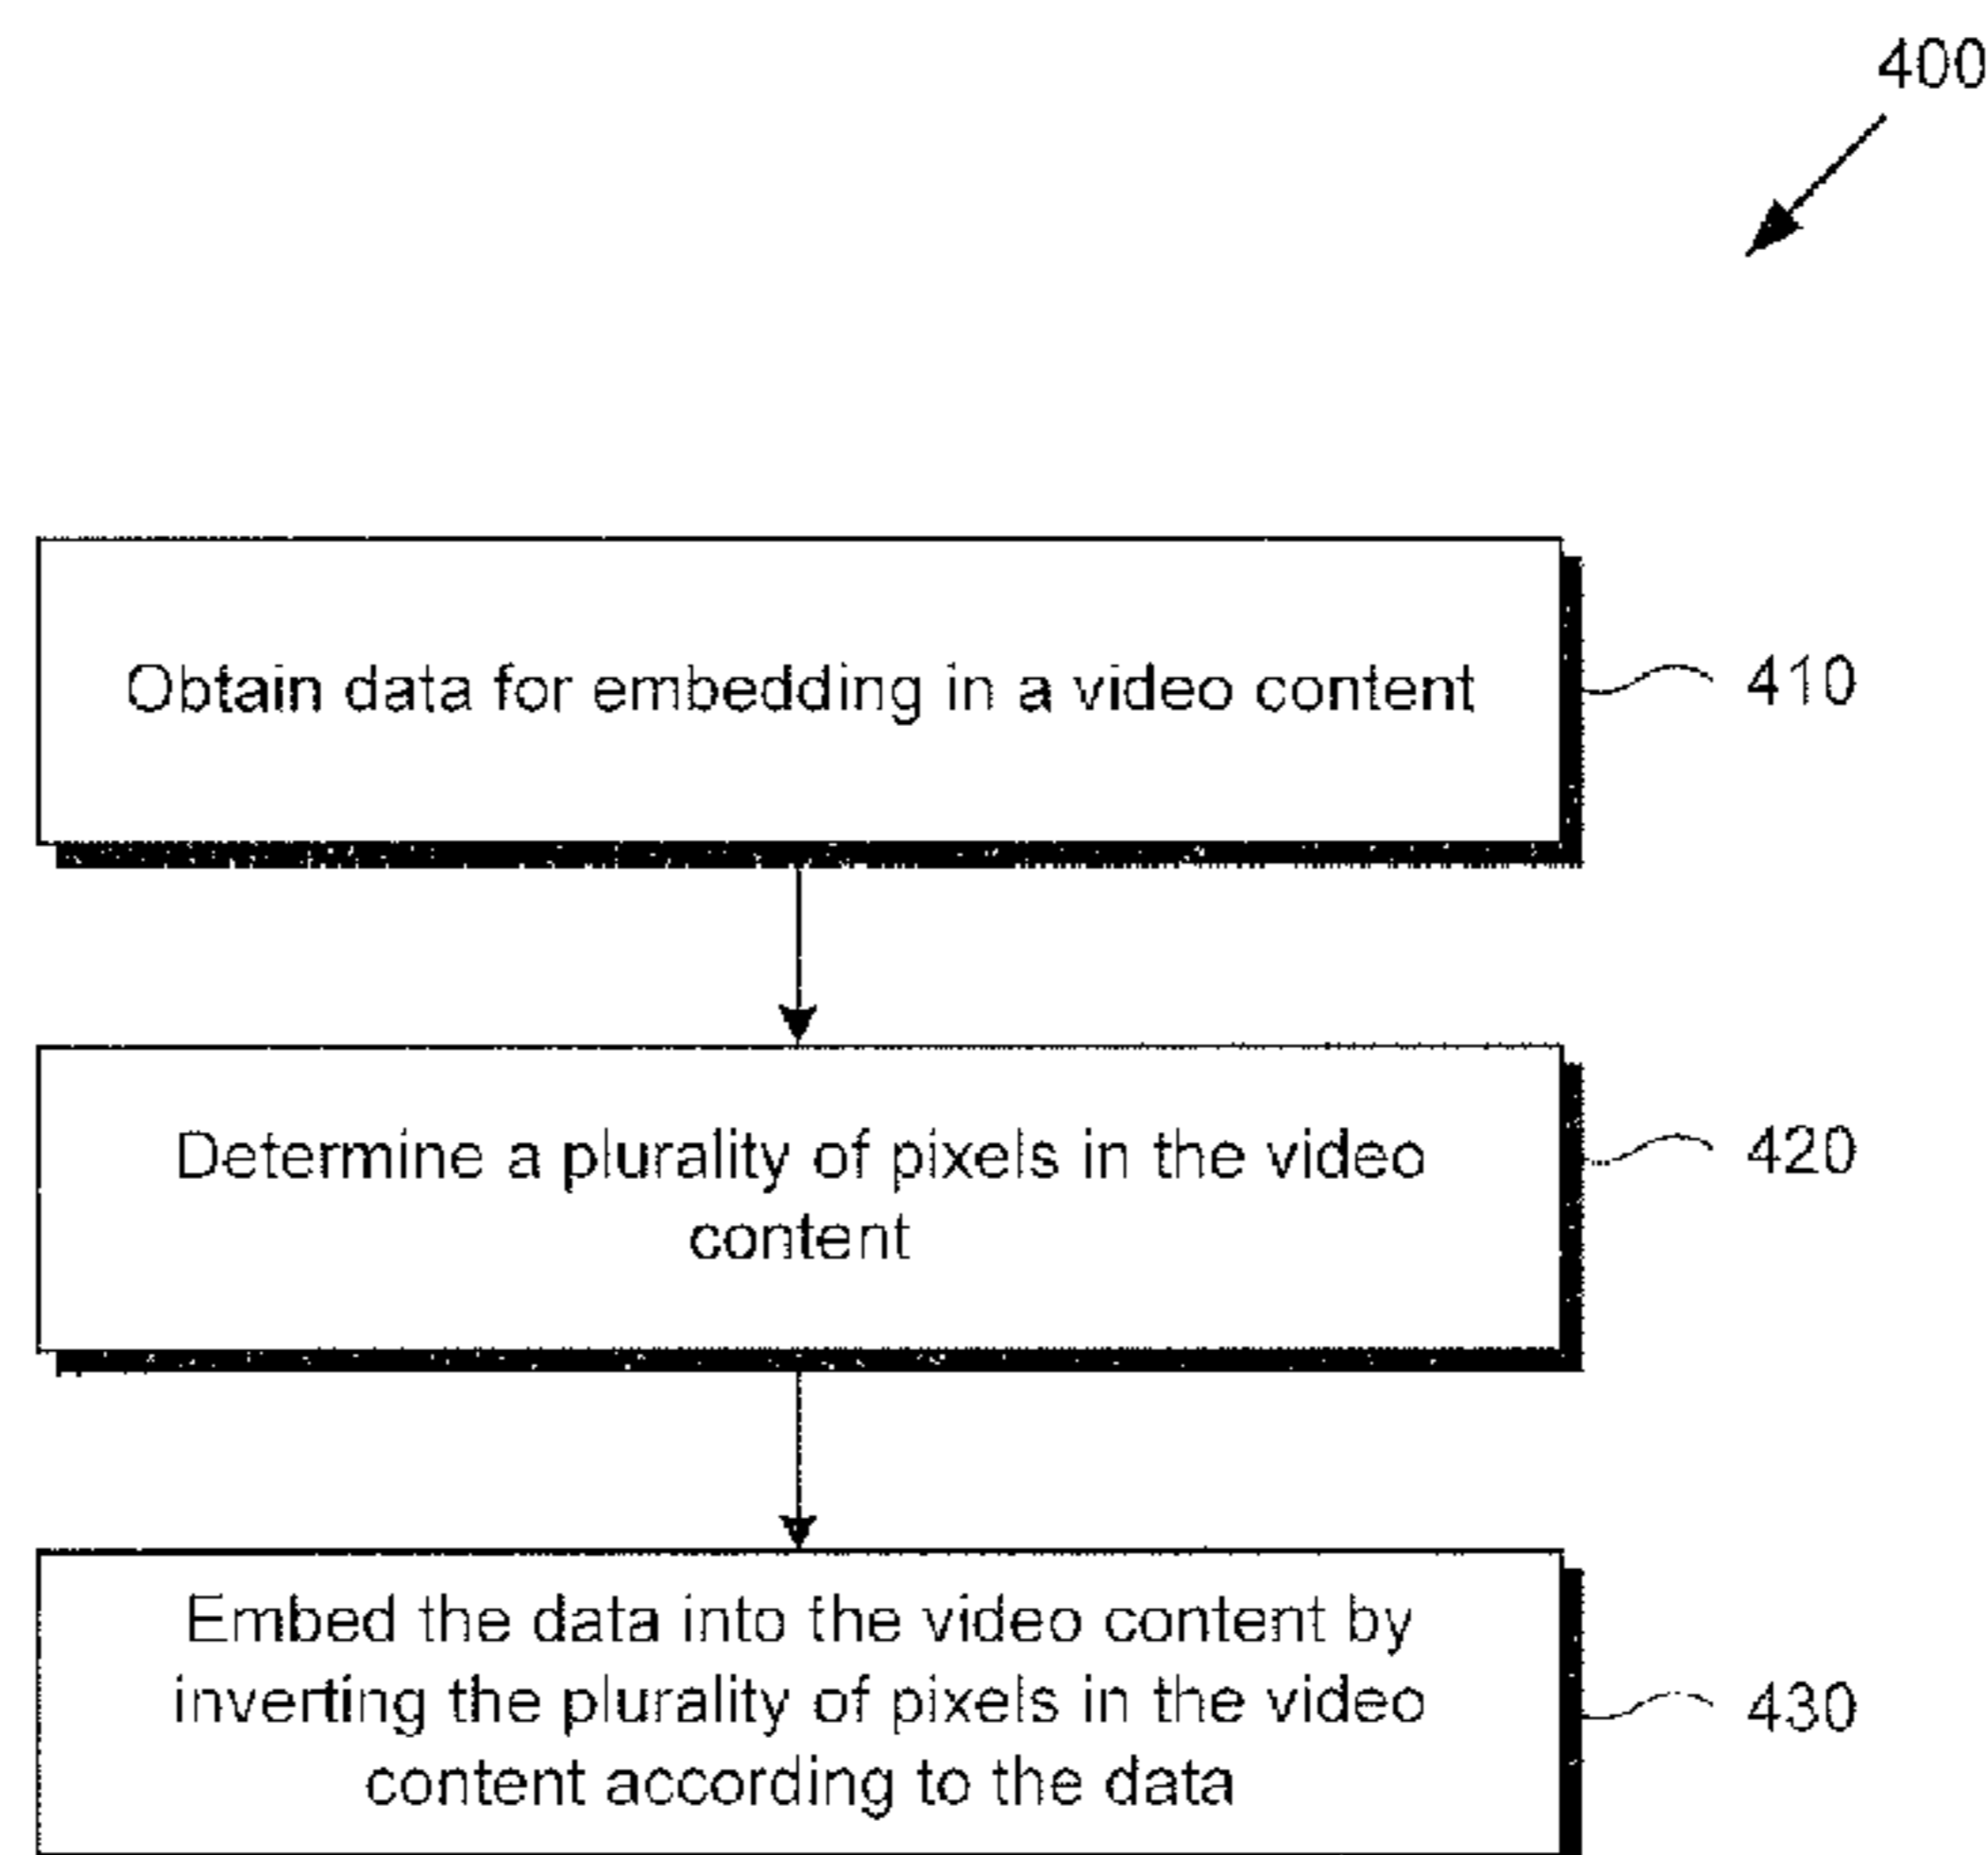 400
Obtain data for embedding in a video content
410
Determine a plurality of pixels in the video
content
420
Embed the data into the video content by
inverting the plurality of pixels in the video
content according to the data
430